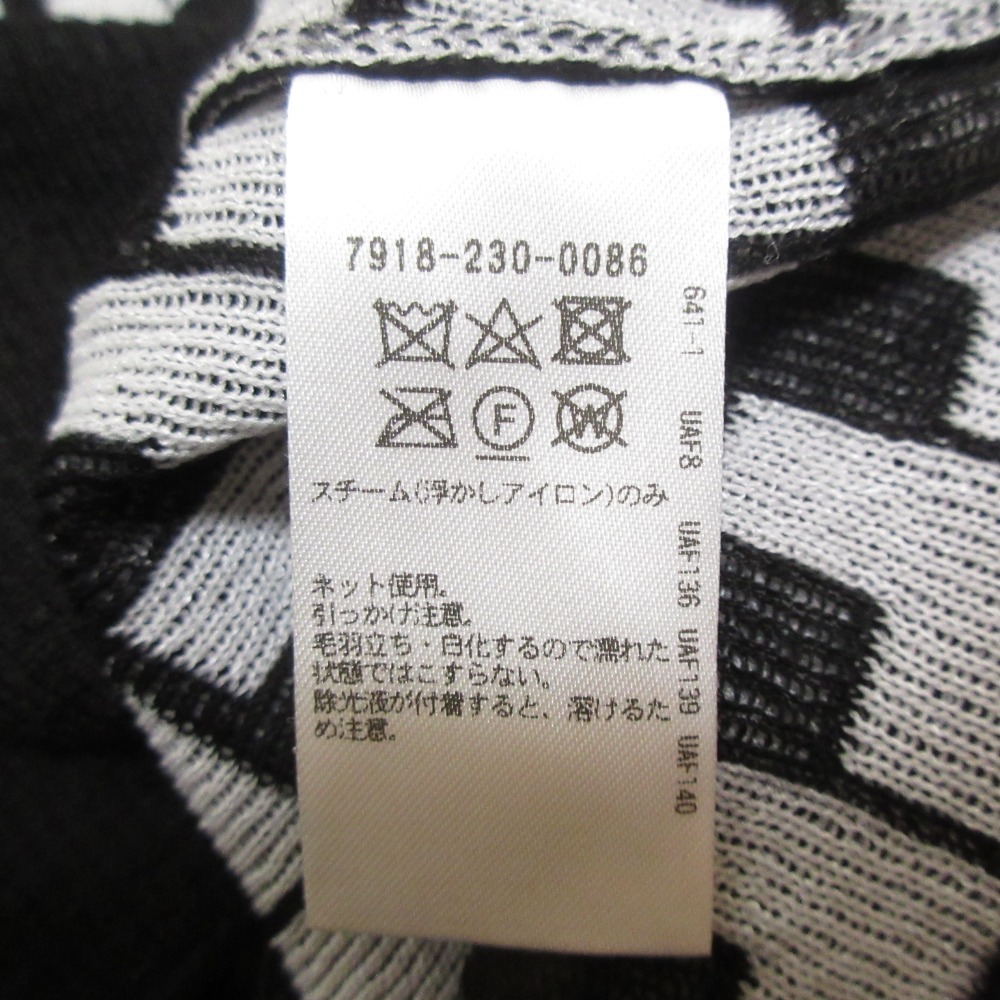 7918-230-0086
F
W
スチーム(浮かしアイロン)のみ
ネット使用。
引っかけ注意。
毛羽立ち・白化するので濡れた
状態ではこすらない。
除光液が付着すると、溶けるた
め注意。
641-1 UAF8 UAF136 UAF139 UAF140